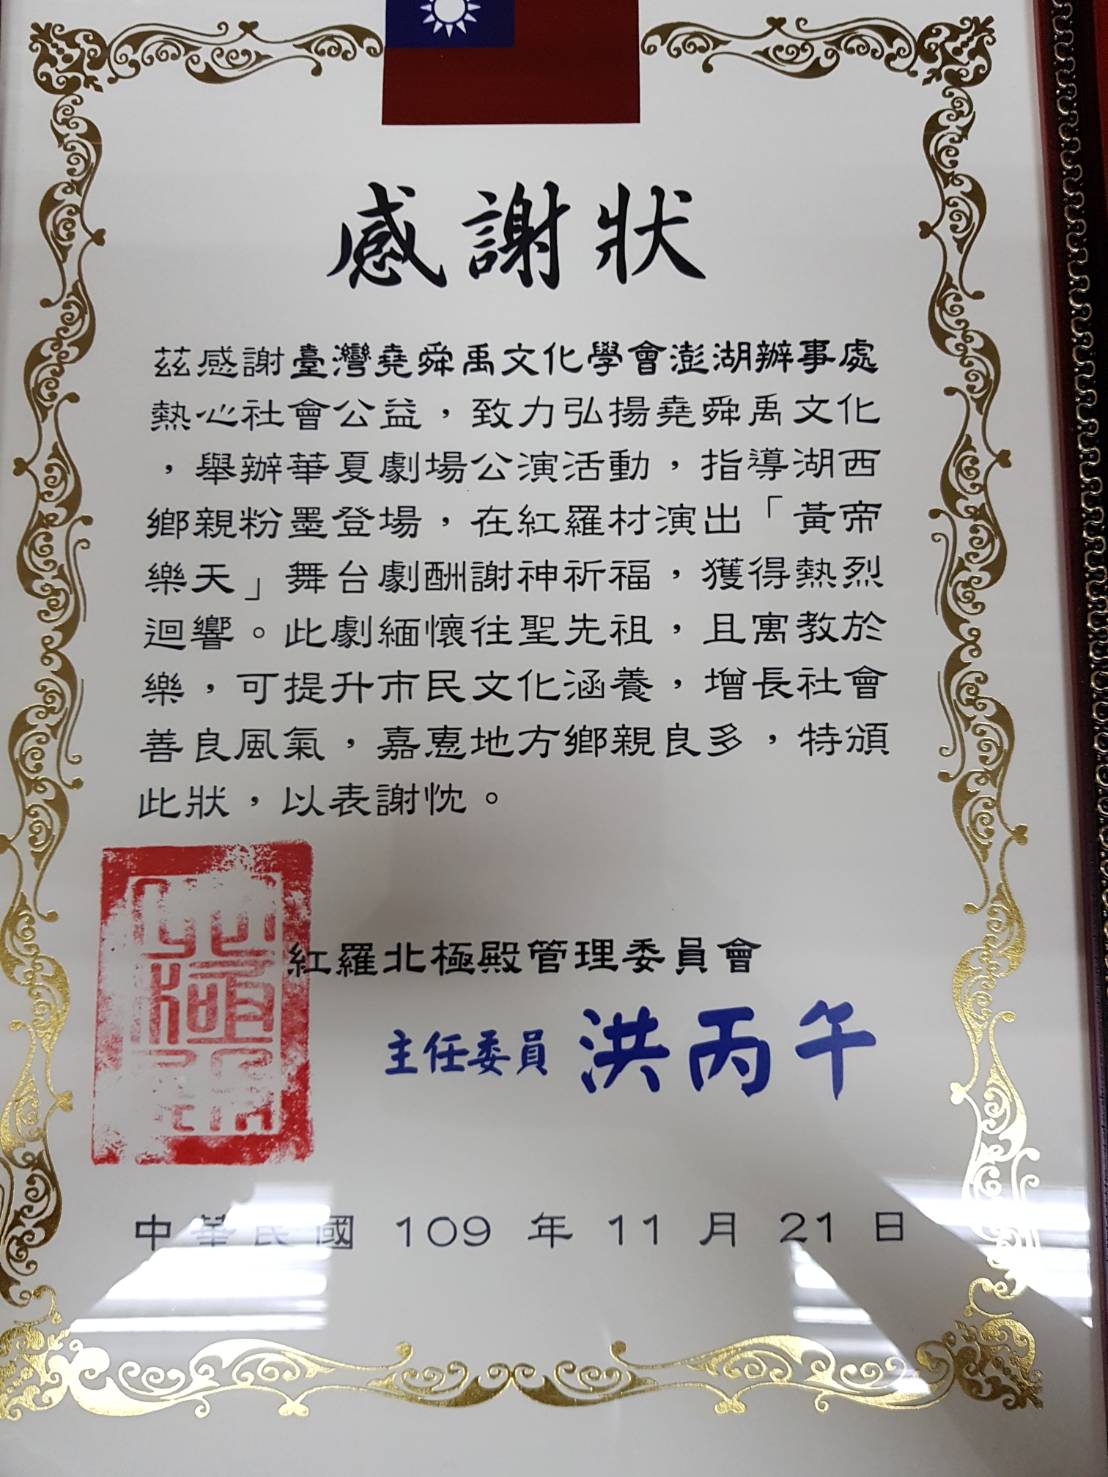 感謝狀
茲感謝臺灣堯舜禹文化學會澎湖辦事處
熱心社會公益，致力弘揚堯舜禹文化
，舉辦華夏劇場公演活動，指導湖西
鄉親粉墨登場，在紅羅村演出「黃帝
樂天」舞台劇酬謝神祈福，獲得熱烈
迴響。此劇緬懷往聖先祖，且寓教於
樂，可提升市民文化涵養，增長社會
善良風氣，嘉惠地方鄉親良多，特頒
此狀，以表謝忱。
紅羅北極殿管理委員會
主任委員 洪丙午
中華民國 109 年 11 月 21 日